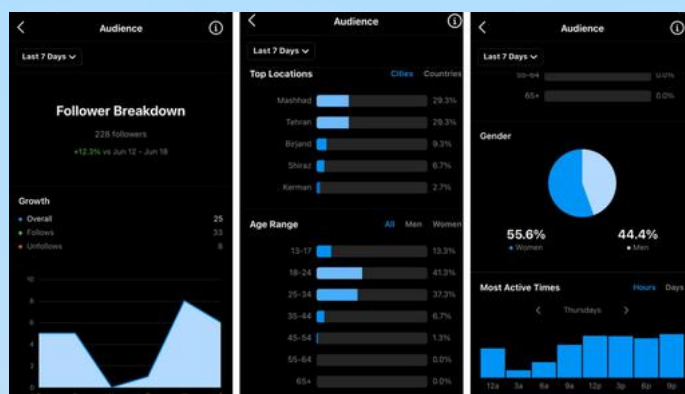 Audience
Last 7 Days
Follower Breakdown
228 followers
+12.3% vs Jun 12 - Jun 18
Growth
Overall 25
Follows 33
Unfollows 8
10
8
6
4
2
0
Audience
Last 7 Days
Top Locations Cities Countries
Mashhad 29.3%
Tehran 29.3%
Birjand 9.3%
Shiraz 6.7%
Kerman 2.7%
Age Range All Men Women
13-17 13.3%
18-24 41.3%
25-34 37.3%
35-44 6.7%
45-54 1.3%
55-64 0.0%
65+ 0.0%
Audience
Last 7 Days
55-64 0.0%
65+ 0.0%
Gender
55.6% 44.4%
Women Men
Most Active Times Hours Days
Thursdays
12a 3a 6a 9a 12p 3p 6p 9p